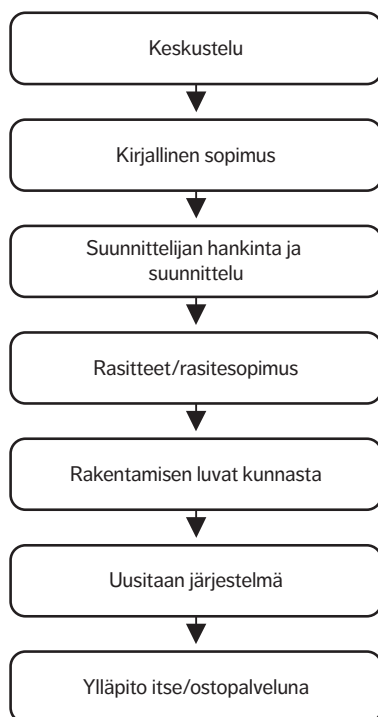 Keskustelu
Kirjallinen sopimus
Suunnittelijan hankinta ja
suunnittelu
Rasitteet/rasitesopimus
Rakentamisen luvat kunnasta
Uusitaan järjestelmä
Ylläpito itse/ostopalveluna